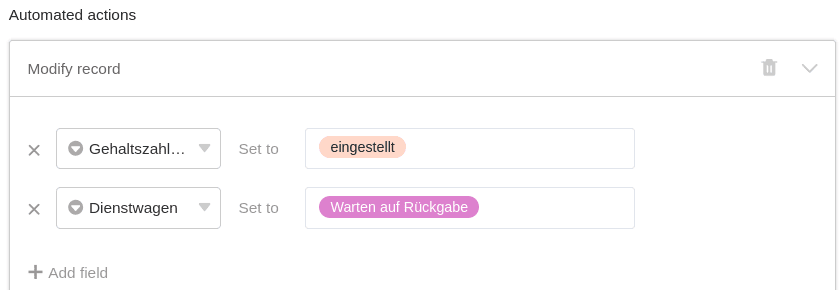 Automated actions
Modify record
Gehaltszahl... Set to eingestellt
Dienstwagen Set to Warten auf Rückgabe
Add field